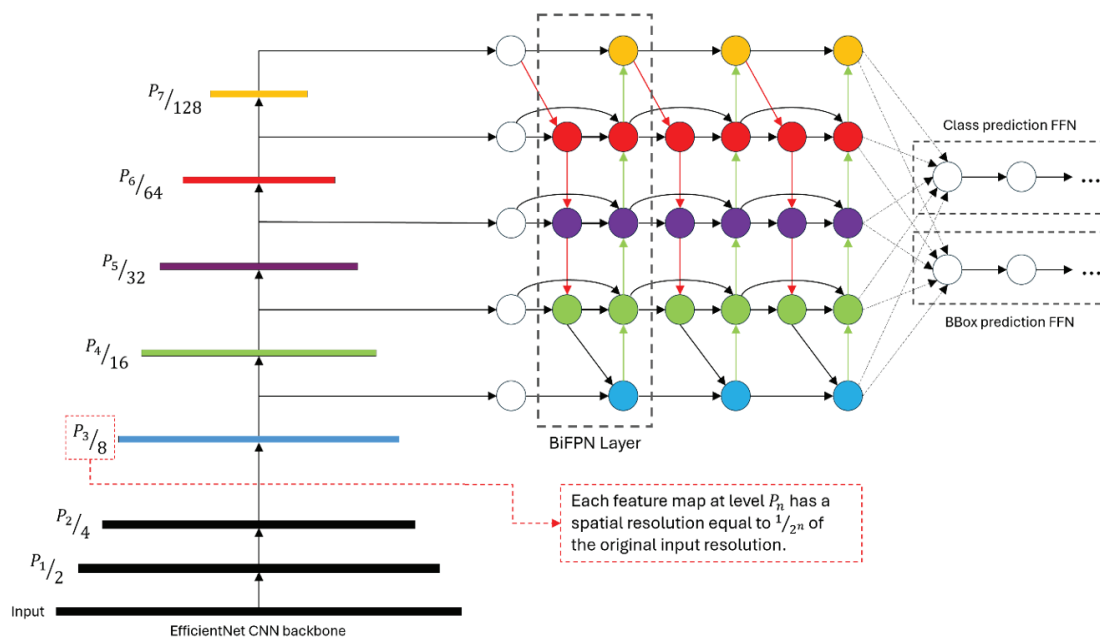 P7/128
P6/64
P5/32
P4/16
P3/8
P2/4
P1/2
Input
EfficientNet CNN backbone
BiFPN Layer
Each feature map at level Pn has a
spatial resolution equal to 1/2ⁿ of
the original input resolution.
Class prediction FFN
...
...
BBox prediction FFN